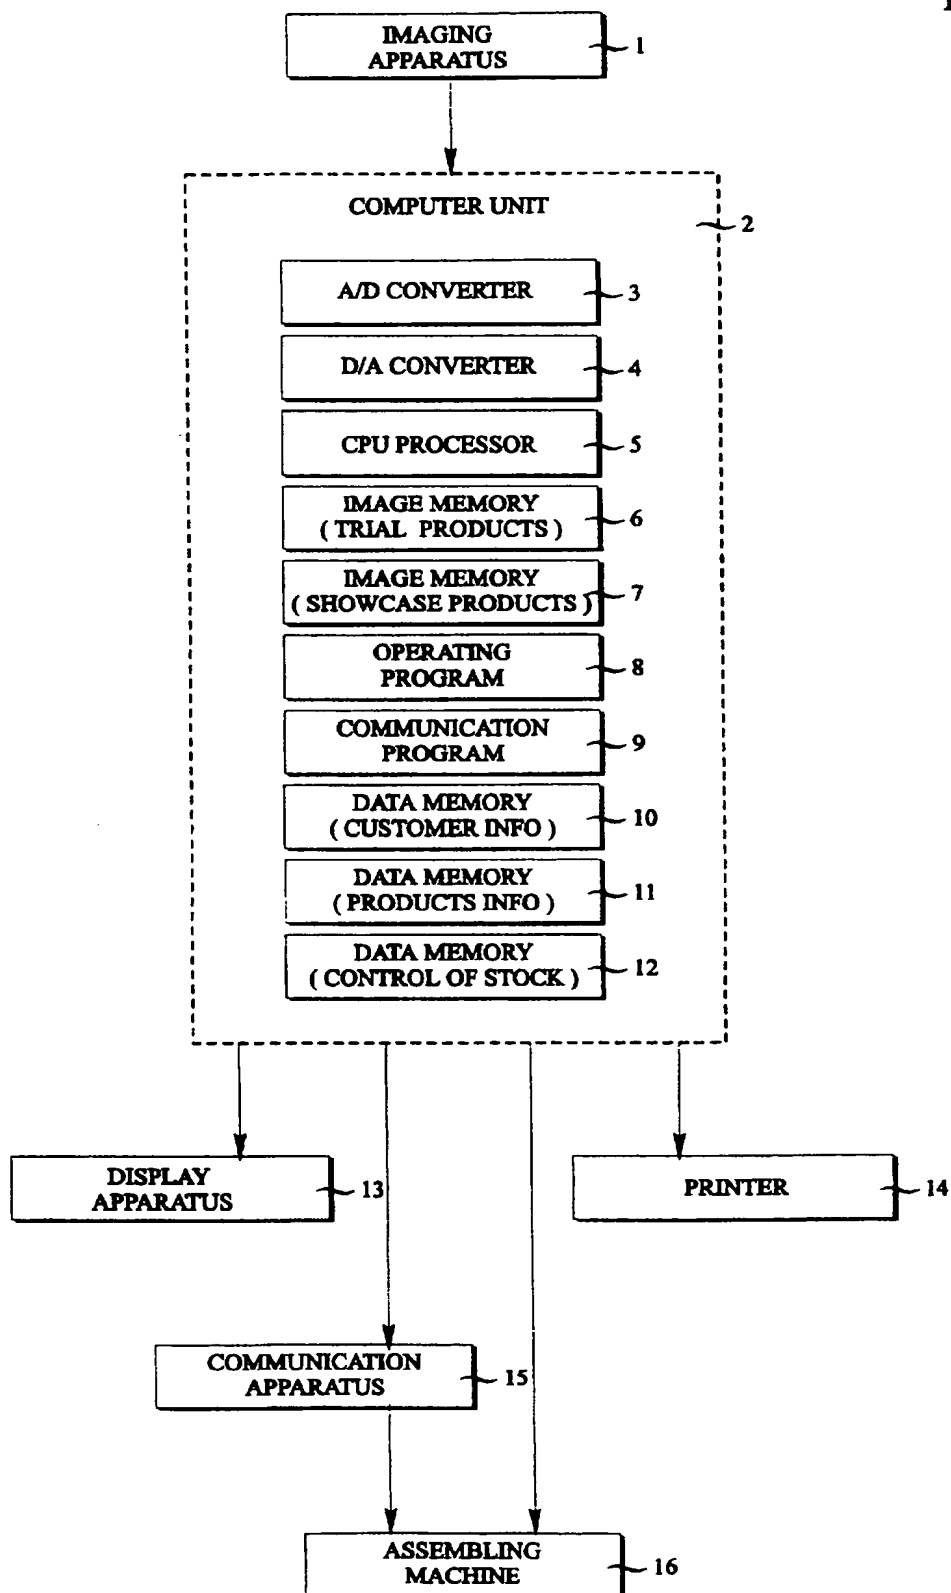 IMAGING
APPARATUS
1
COMPUTER UNIT
2
A/D CONVERTER
3
D/A CONVERTER
4
CPU PROCESSOR
5
IMAGE MEMORY
( TRIAL PRODUCTS )
6
IMAGE MEMORY
( SHOWCASE PRODUCTS )
7
OPERATING
PROGRAM
8
COMMUNICATION
PROGRAM
9
DATA MEMORY
( CUSTOMER INFO )
10
DATA MEMORY
( PRODUCTS INFO )
11
DATA MEMORY
( CONTROL OF STOCK )
12
DISPLAY
APPARATUS
13
PRINTER
14
COMMUNICATION
APPARATUS
15
ASSEMBLING
MACHINE
16